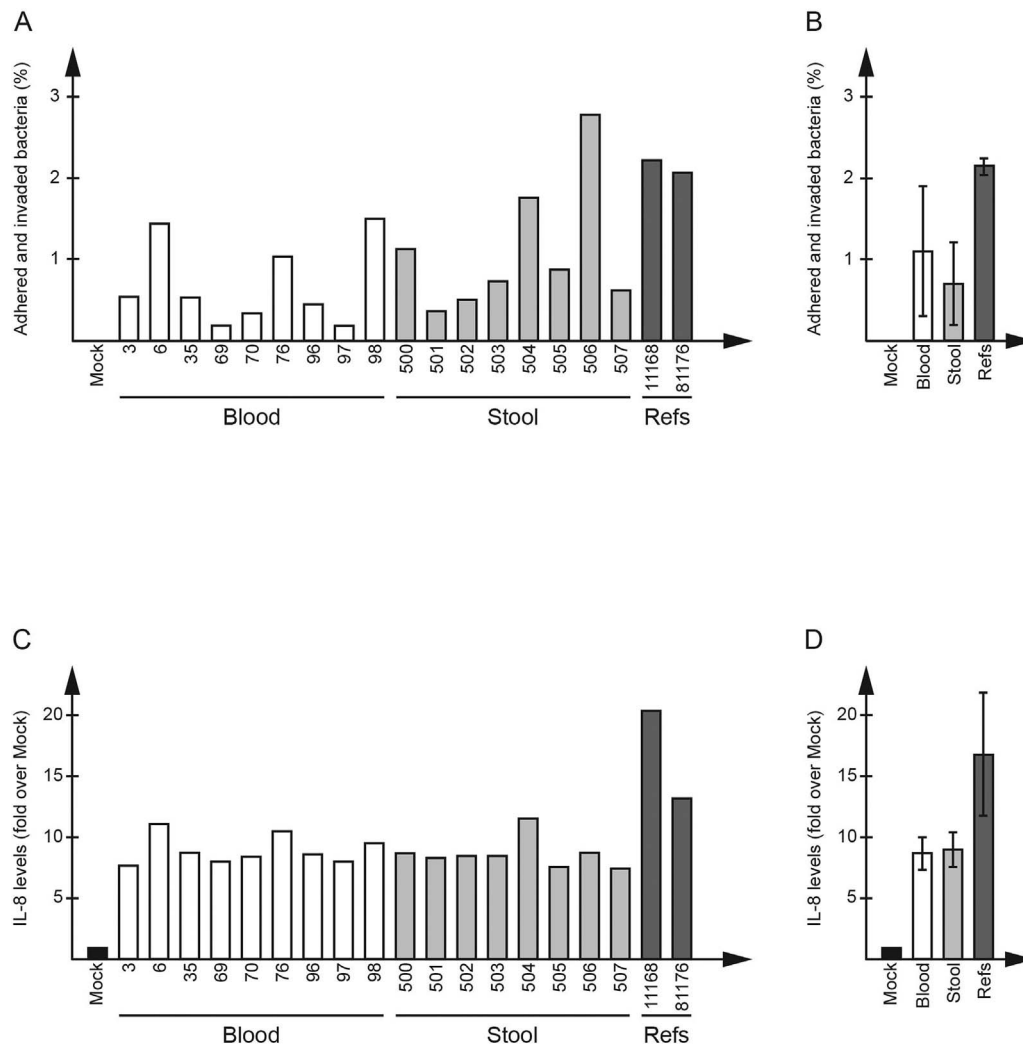 A
Adhered and invaded bacteria (%)
3
2
1
Mock 3 6 35 69 70 76 96 97 98 500 501 502 503 504 505 506 507 11168 81176
Blood Stool Refs
B
Adhered and invaded bacteria (%)
3
2
1
Mock Blood Stool Refs
C
IL-8 levels (fold over Mock)
20
15
10
5
Mock 3 6 35 69 70 76 96 97 98 500 501 502 503 504 505 506 507 11168 81176
Blood Stool Refs
D
IL-8 levels (fold over Mock)
20
15
10
5
Mock Blood Stool Refs